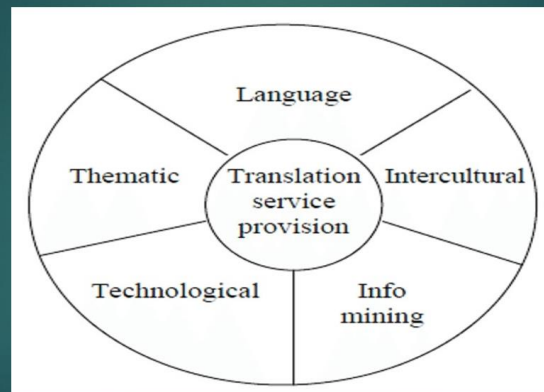 Language
Thematic
Translation
service
provision
Intercultural
Technological
Info
mining